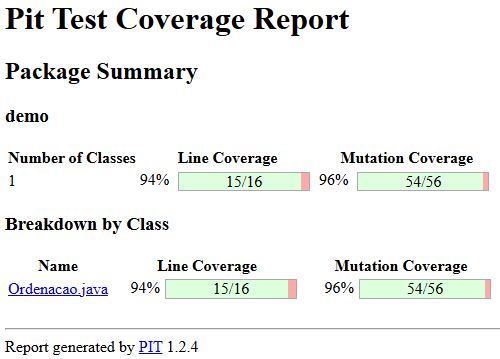 Pit Test Coverage Report
Package Summary
demo
Number of Classes Line Coverage Mutation Coverage
1 94% 15/16 96% 54/56
Breakdown by Class
Name Line Coverage Mutation Coverage
Ordenacao.java 94% 15/16 96% 54/56
Report generated by PIT 1.2.4